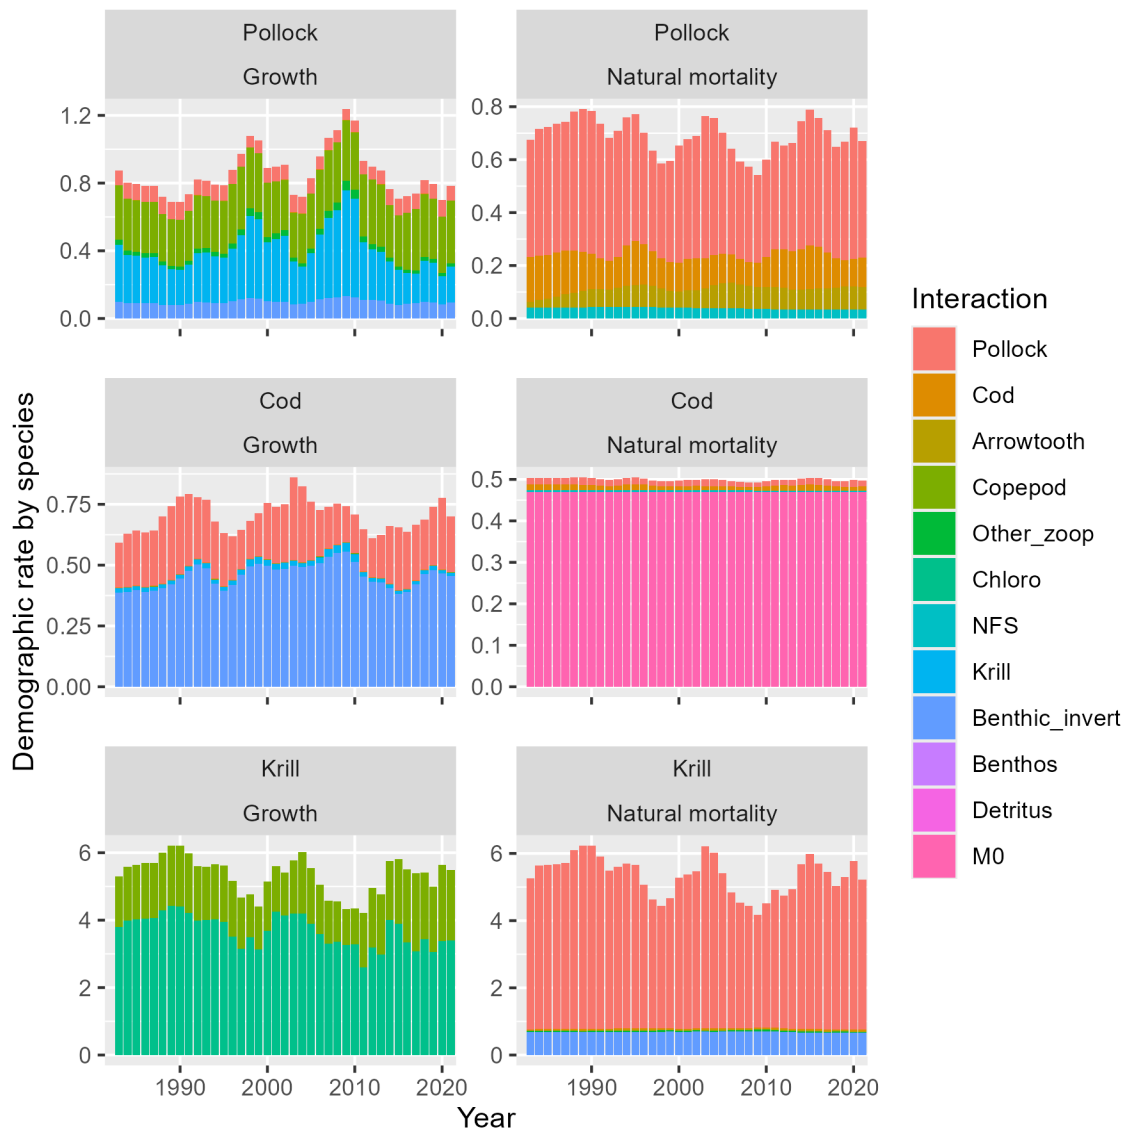 Pollock
Growth
Pollock
Natural mortality
1.2
0.8
0.4
0.0
0.8
0.6
0.4
0.2
0.0
Cod
Growth
Cod
Natural mortality
0.75
0.50
0.25
0.00
0.5
0.4
0.3
0.2
0.1
0.0
Krill
Growth
Krill
Natural mortality
6
4
2
0
6
4
2
0
1990 2000 2010 2020
1990 2000 2010 2020
Year
Demographic rate by species
Interaction
Pollock
Cod
Arrowtooth
Copepod
Other_zoop
Chloro
NFS
Krill
Benthic_invert
Benthos
Detritus
M0